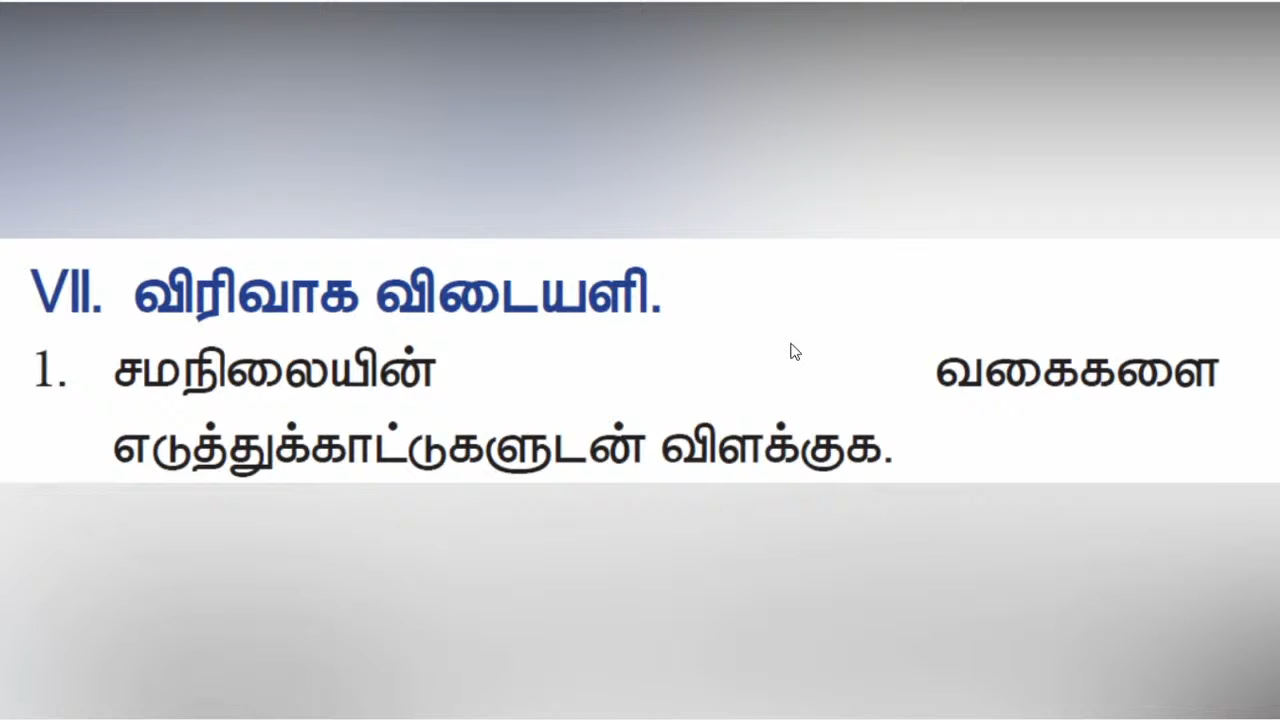 VII. விரிவாக விடையளி.
1. சமநிலையின் வகைகளை
எடுத்துக்காட்டுகளுடன் விளக்குக.